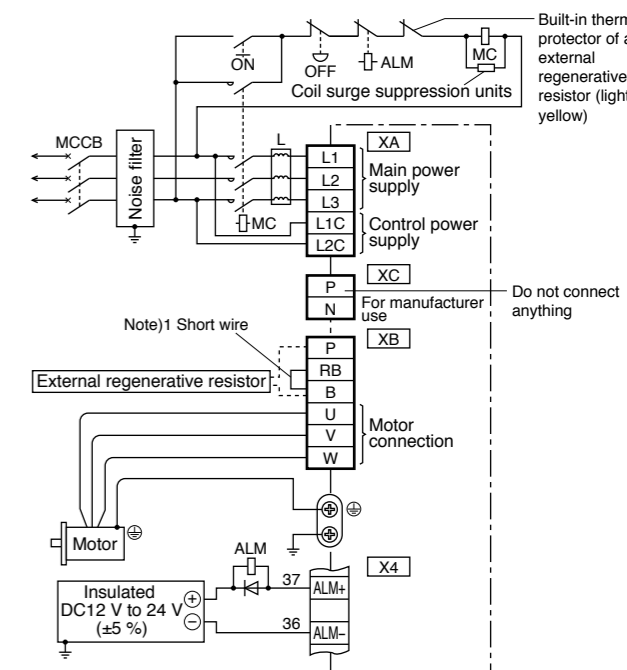 Built-in
protector of
external
regenerative
resistor
yellow)
ON
OFF
ALM
MC
Coil surge suppression units
MCCB
Noise filter
L
MC
XA
L1
L2
L3
Main power
supply
L1C
L2C
Control power
supply
XC
P
N
For manufacturer
use
Do not connect
anything
XB
Note)1 Short wire
External regenerative resistor
P
RB
B
U
V
W
Motor
connection
Motor
ALM
X4
Insulated
DC12 V to 24 V
(±5 %)
+
−
37
ALM+
36
ALM−